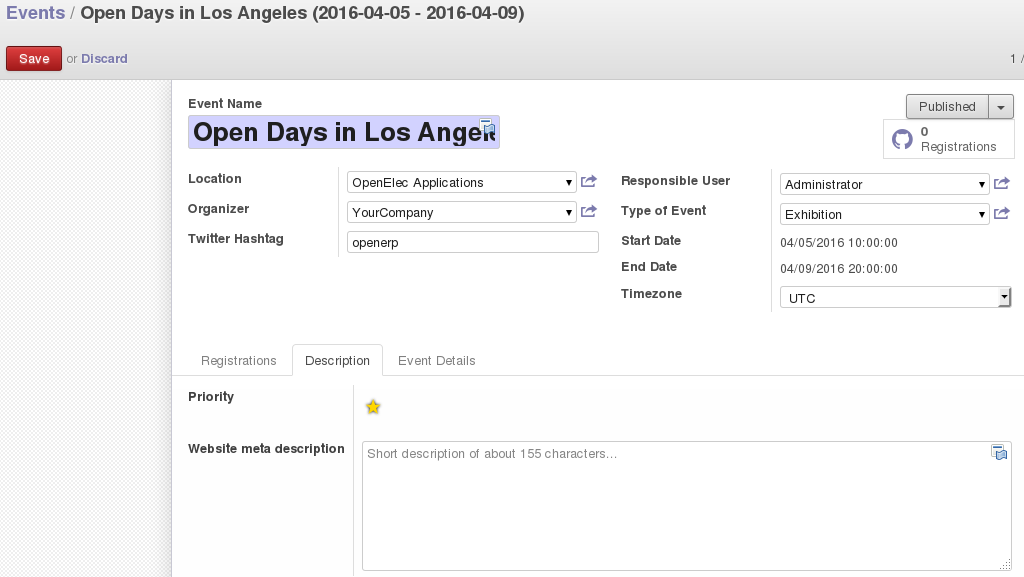 Events / Open Days in Los Angeles (2016-04-05 - 2016-04-09)
Save or Discard
1 /
Event Name
Published
Open Days in Los Angel
0
Registrations
Location
OpenElec Applications
Responsible User
Administrator
Organizer
YourCompany
Type of Event
Exhibition
Twitter Hashtag
openerp
Start Date
04/05/2016 10:00:00
End Date
04/09/2016 20:00:00
Timezone
UTC
Registrations
Description
Event Details
Priority
Website meta description
Short description of about 155 characters...